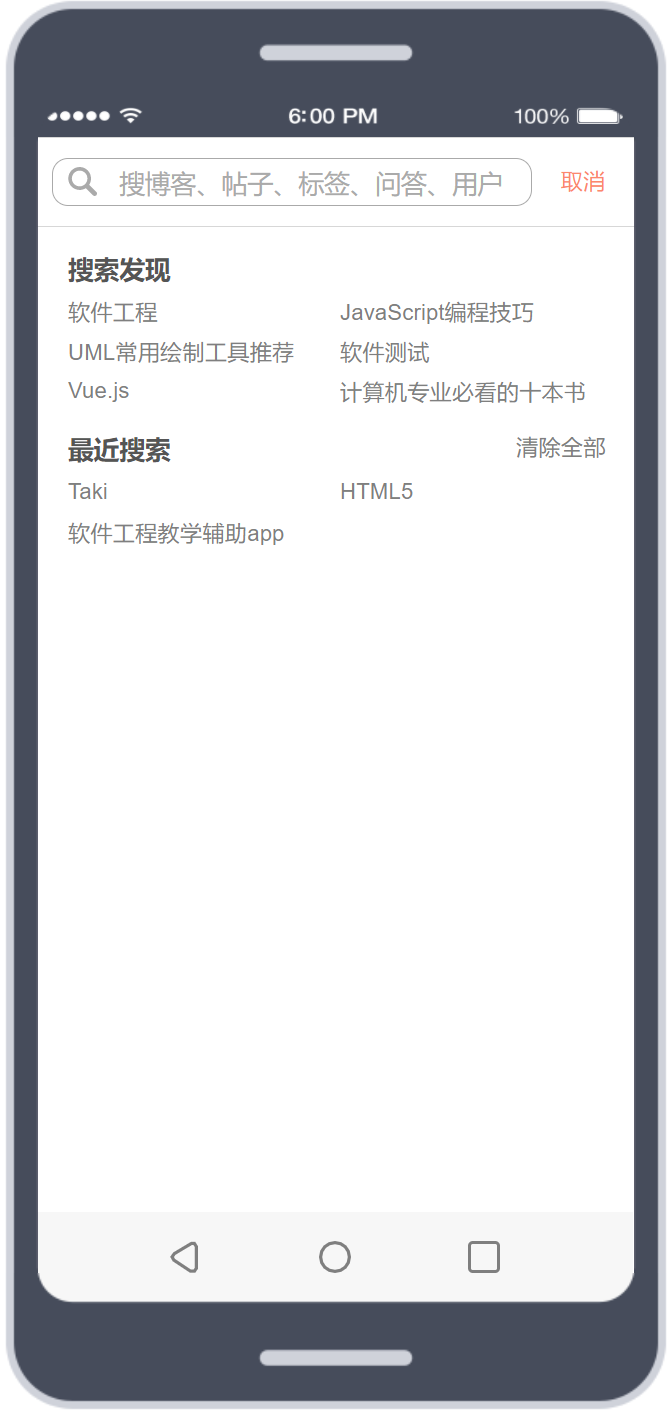 6:00 PM 100%
搜博客、帖子、标签、问答、用户 取消
搜索发现
软件工程 JavaScript编程技巧
UML常用绘制工具推荐 软件测试
Vue.js 计算机专业必看的十本书
最近搜索 清除全部
Taki HTML5
软件工程教学辅助app